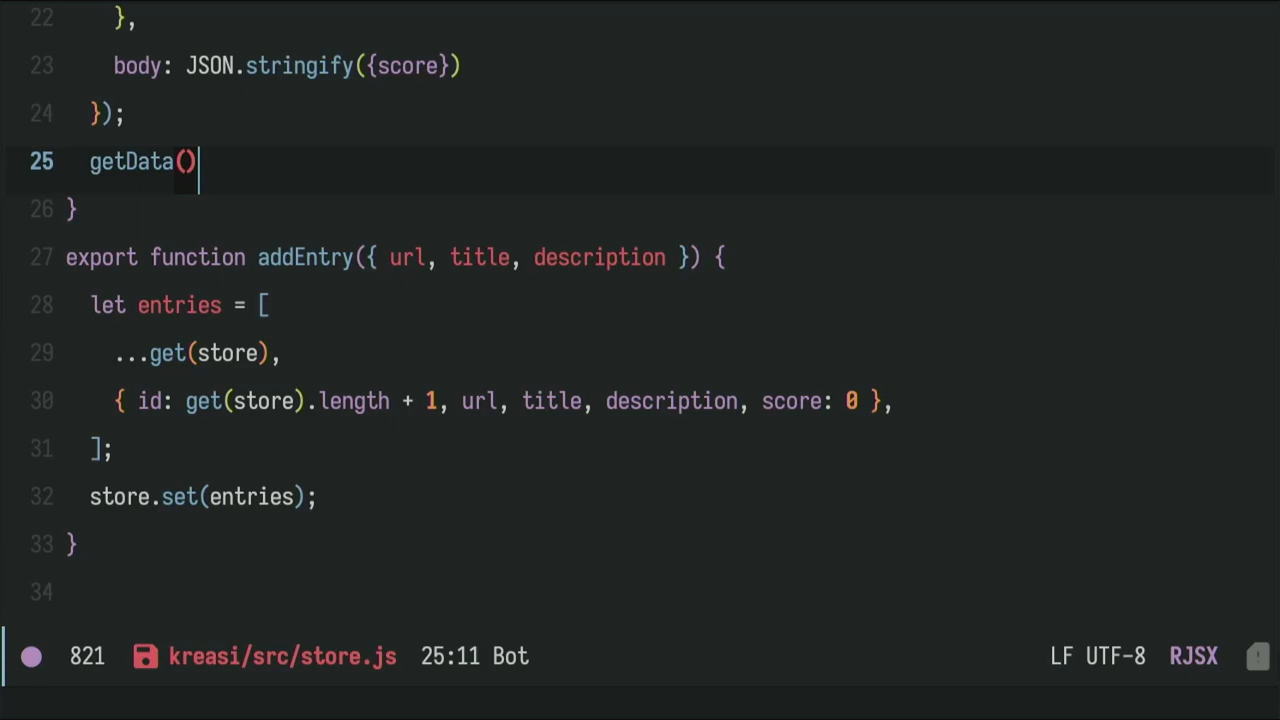 22 },
23 body: JSON.stringify({score})
24 });
25 getData()
26 }
27 export function addEntry({ url, title, description }) {
28 let entries = [
29 ...get(store),
30 { id: get(store).length + 1, url, title, description, score: 0 },
31 ];
32 store.set(entries);
33 }
34
821 kreasi/src/store.js 25:11 Bot LF UTF-8 RJSX